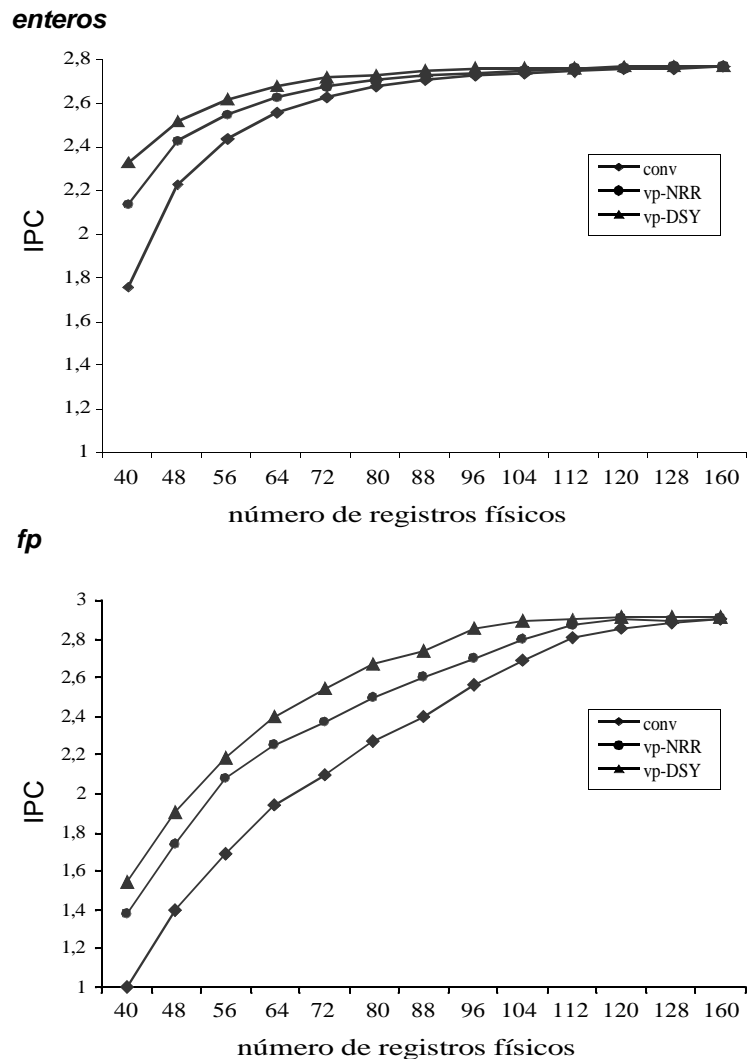 enteros
2,8
2,6
2,4
2,2
2
1,8
1,6
1,4
1,2
1
IPC
conv
vp-NRR
vp-DSY
40 48 56 64 72 80 88 96 104 112 120 128 160
número de registros físicos
fp
3
2,8
2,6
2,4
2,2
2
1,8
1,6
1,4
1,2
1
IPC
conv
vp-NRR
vp-DSY
40 48 56 64 72 80 88 96 104 112 120 128 160
número de registros físicos